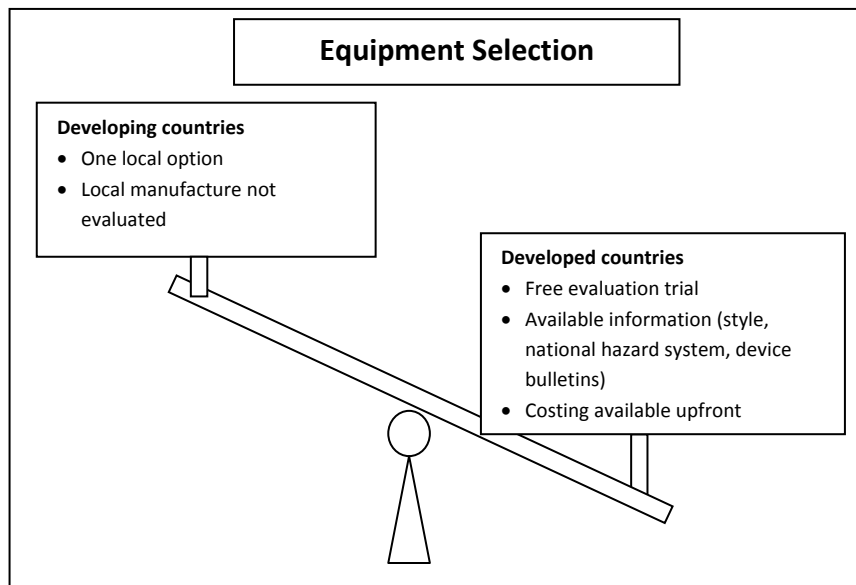 Equipment Selection
Developing countries
• One local option
• Local manufacture not
evaluated
Developed countries
• Free evaluation trial
• Available information (style,
national hazard system, device
bulletins)
• Costing available upfront